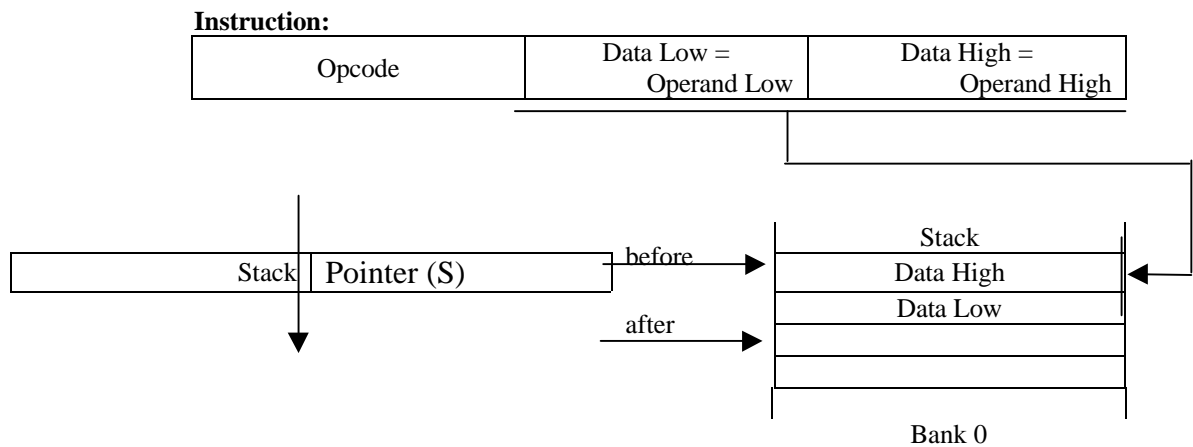 Instruction:
Opcode
Data Low =
Operand Low
Data High =
Operand High
Stack Pointer (S)
before
after
Stack
Data High
Data Low
Bank 0